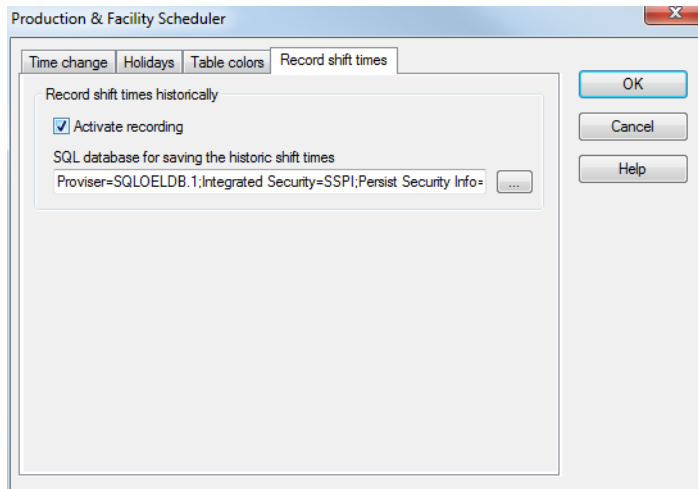 Production & Facility Scheduler
Time change Holidays Table colors Record shift times
Record shift times historically
Activate recording
SQL database for saving the historic shift times
Proviser=SQLOELDB.1;Integrated Security=SSPI;Persist Security Info=
...
OK
Cancel
Help